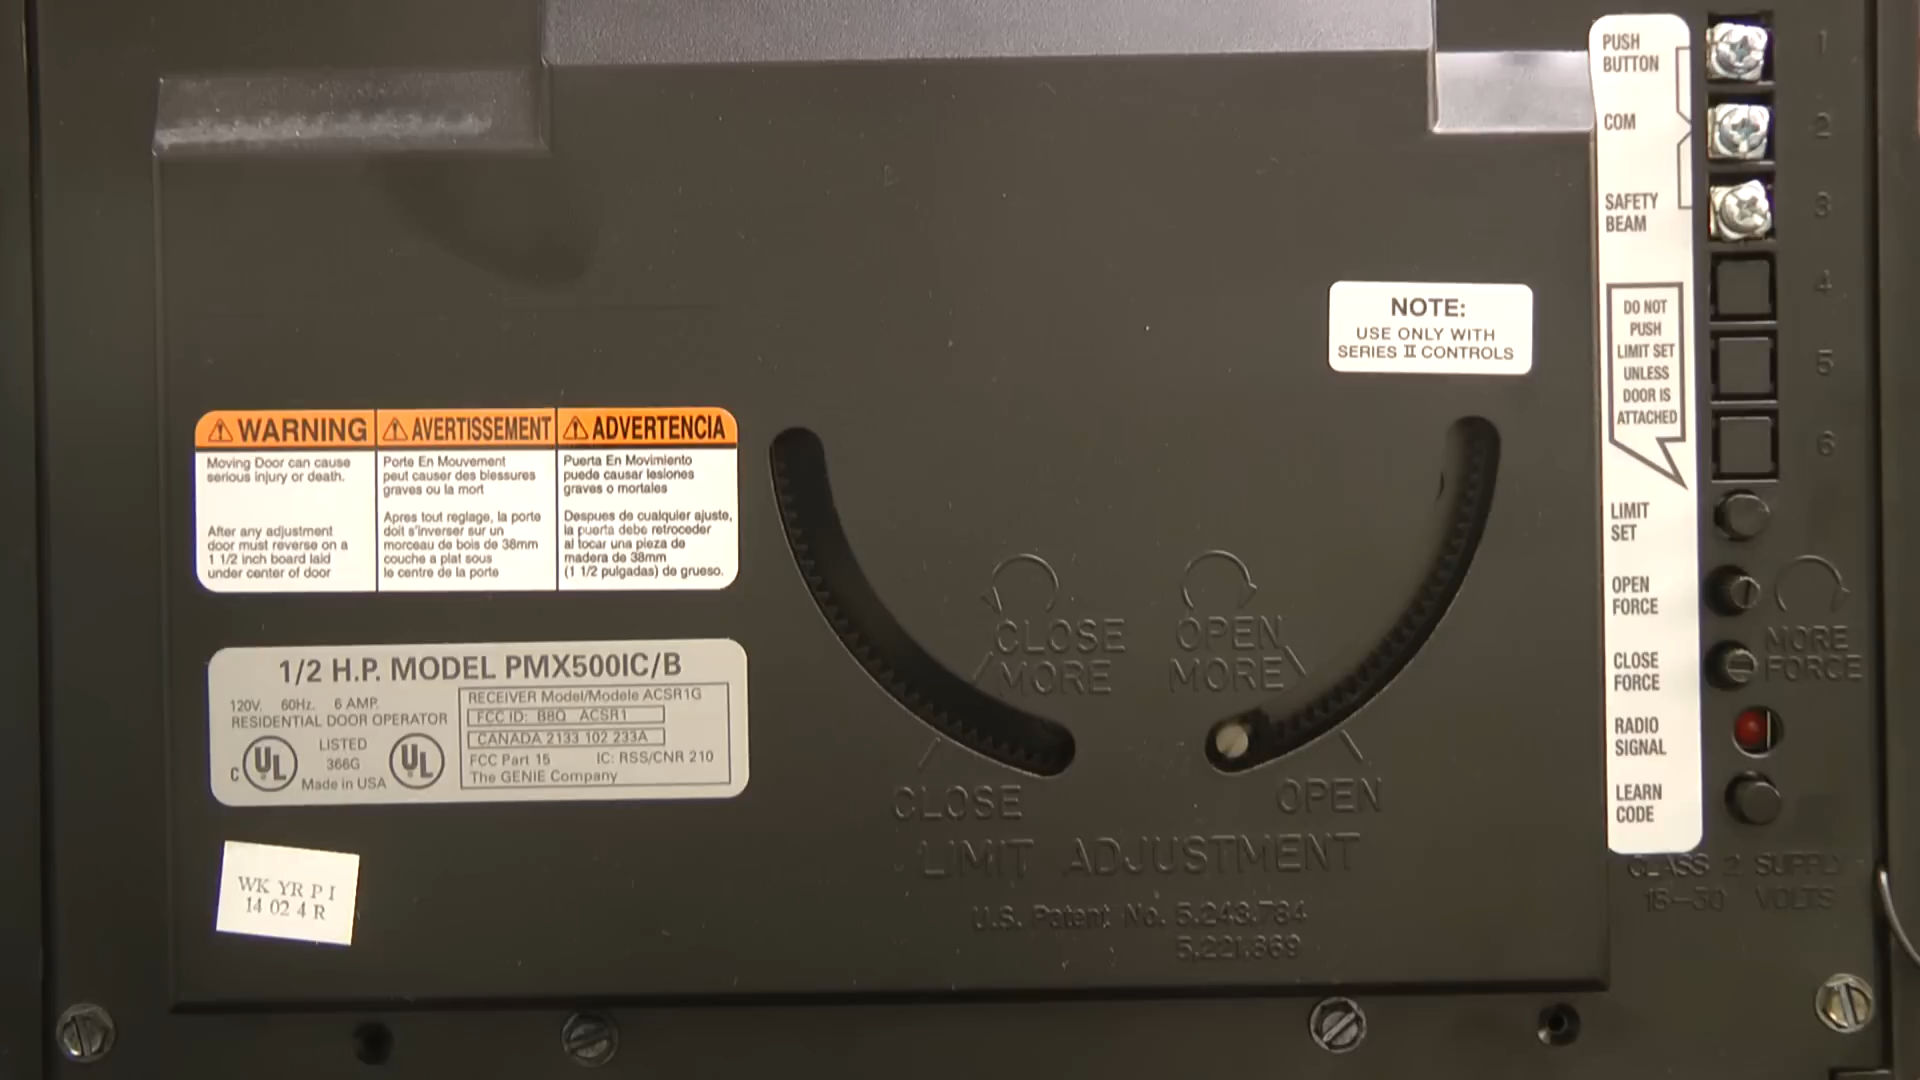 PUSH
BUTTON
COM
SAFETY
BEAM
DO NOT
PUSH
LIMIT SET
UNLESS
DOOR IS
ATTACHED
LIMIT
SET
OPEN
FORCE
CLOSE
FORCE
RADIO
SIGNAL
LEARN
CODE
1
2
3
4
5
6
MORE
FORCE
CLASS 2 SUPPLY
VOLTS
NOTE:
USE ONLY WITH
SERIES II CONTROLS
WARNING
Moving Door can cause
serious injury or death.
After any adjustment
door must reverse on a
1 1/2 inch board laid
under center of door
AVERTISSEMENT
Porte En Mouvement
peut causer des blessures
graves ou la mort
Apres tout reglage, la porte
doit s'inverser sur un
morceau de bois de 38mm
couche a plat sous
le centre de la porte
ADVERTENCIA
Puerta En Movimiento
puede causar lesiones
graves o mortales
Despues de cualquier ajuste,
la puerta debe retroceder
al tocar una pieza de
madera de 38mm
(1 1/2 pulgadas) de grueso.
CLOSE
MORE
OPEN
MORE
CLOSE
OPEN
LIMIT ADJUSTMENT
U.S. Patent No. 5,243,784
5,221,869
1/2 H.P. MODEL PMX500IC/B
120V. 60Hz. 6 AMP.
RESIDENTIAL DOOR OPERATOR
C UL LISTED UL
366G
Made in USA
RECEIVER Model/Modele ACSR1G
FCC ID: B8Q ACSR1
CANADA 2133 102 233A
FCC Part 15 IC: RSS/CNR 210
The GENIE Company
WK YR P I
14 02 4 R